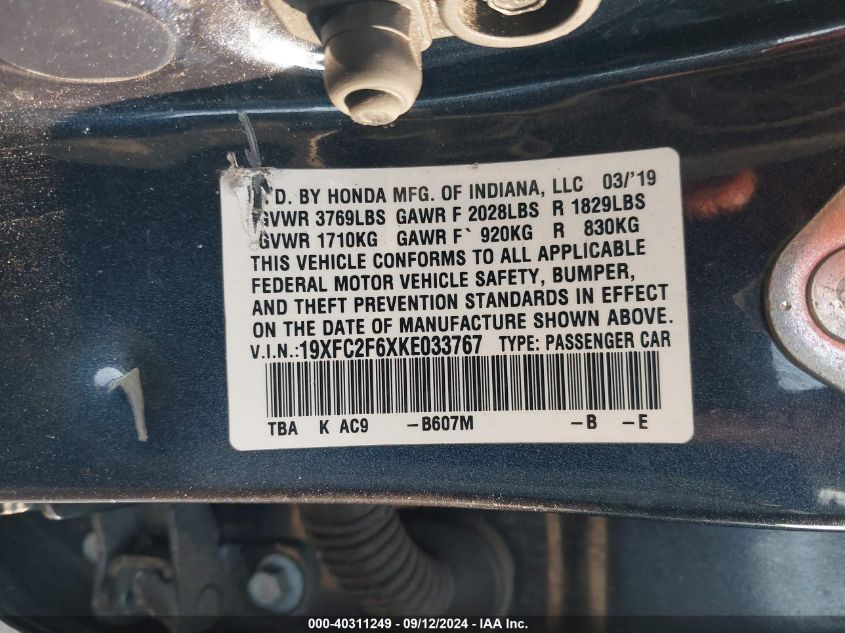 D. BY HONDA MFG. OF INDIANA, LLC 03/'19
GVWR 3769LBS GAWR F 2028LBS R 1829LBS
GVWR 1710KG GAWR F` 920KG R 830KG
THIS VEHICLE CONFORMS TO ALL APPLICABLE
FEDERAL MOTOR VEHICLE SAFETY, BUMPER,
AND THEFT PREVENTION STANDARDS IN EFFECT
ON THE DATE OF MANUFACTURE SHOWN ABOVE.
V.I.N.:19XFC2F6XKE033767 TYPE: PASSENGER CAR
TBA K AC9 -B607M -B -E
000-40311249 - 09/12/2024 - IAA Inc.